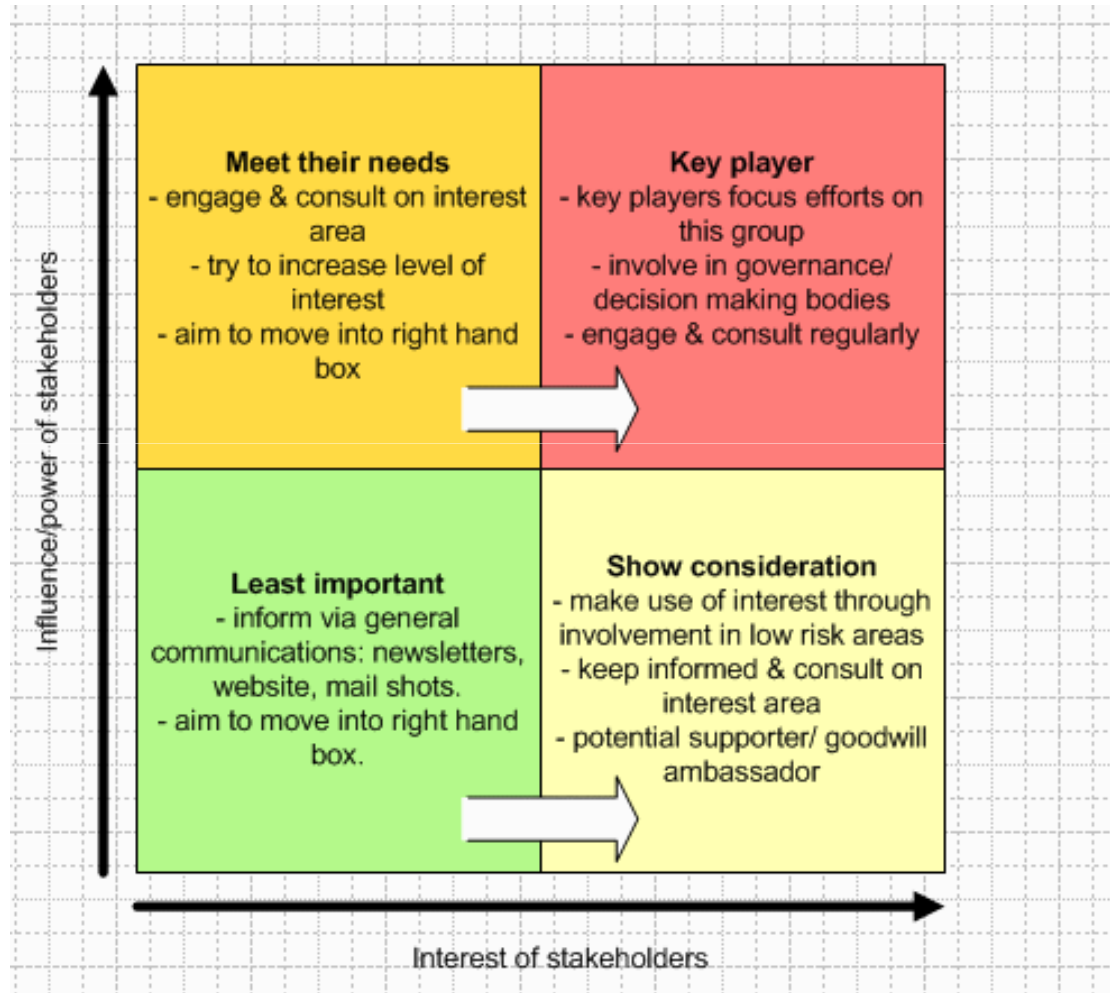 Influence/power of stakeholders
Meet their needs
- engage & consult on interest
area
- try to increase level of
interest
- aim to move into right hand
box
Key player
- key players focus efforts on
this group
- involve in governance/
decision making bodies
- engage & consult regularly
Least important
- inform via general
communications: newsletters,
website, mail shots.
- aim to move into right hand
box.
Show consideration
- make use of interest through
involvement in low risk areas
- keep informed & consult on
interest area
- potential supporter/ goodwill
ambassador
Interest of stakeholders